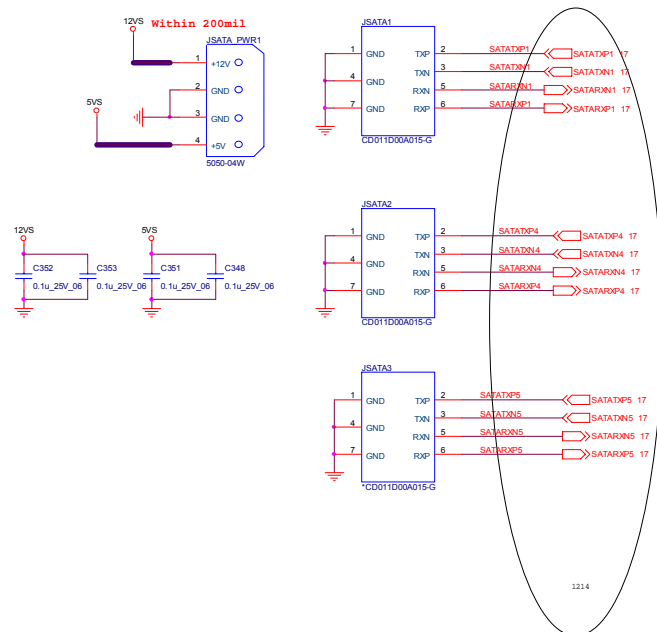 12VS
Within 200mil
JSATA_PWR1
1 +12V
2 GND
5VS
3 GND
4 +5V
5050-04W
12VS
5VS
C352
0.1u_25V_06
C353
0.1u_25V_06
C351
0.1u_25V_06
C348
0.1u_25V_06
JSATA1
1 GND TXP 2 SATATXP1 SATATXP1 17
TXN 3 SATATXN1 SATATXN1 17
4 GND RXN 5 SATARXN1 SATARXN1 17
7 GND RXP 6 SATARXP1 SATARXP1 17
CD011D00A015-G
JSATA2
1 GND TXP 2 SATATXP4 SATATXP4 17
TXN 3 SATATXN4 SATATXN4 17
4 GND RXN 5 SATARXN4 SATARXN4 17
7 GND RXP 6 SATARXP4 SATARXP4 17
CD011D00A015-G
JSATA3
1 GND TXP 2 SATATXP5 SATATXP5 17
TXN 3 SATATXN5 SATATXN5 17
4 GND RXN 5 SATARXN5 SATARXN5 17
7 GND RXP 6 SATARXP5 SATARXP5 17
*CD011D00A015-G
1214